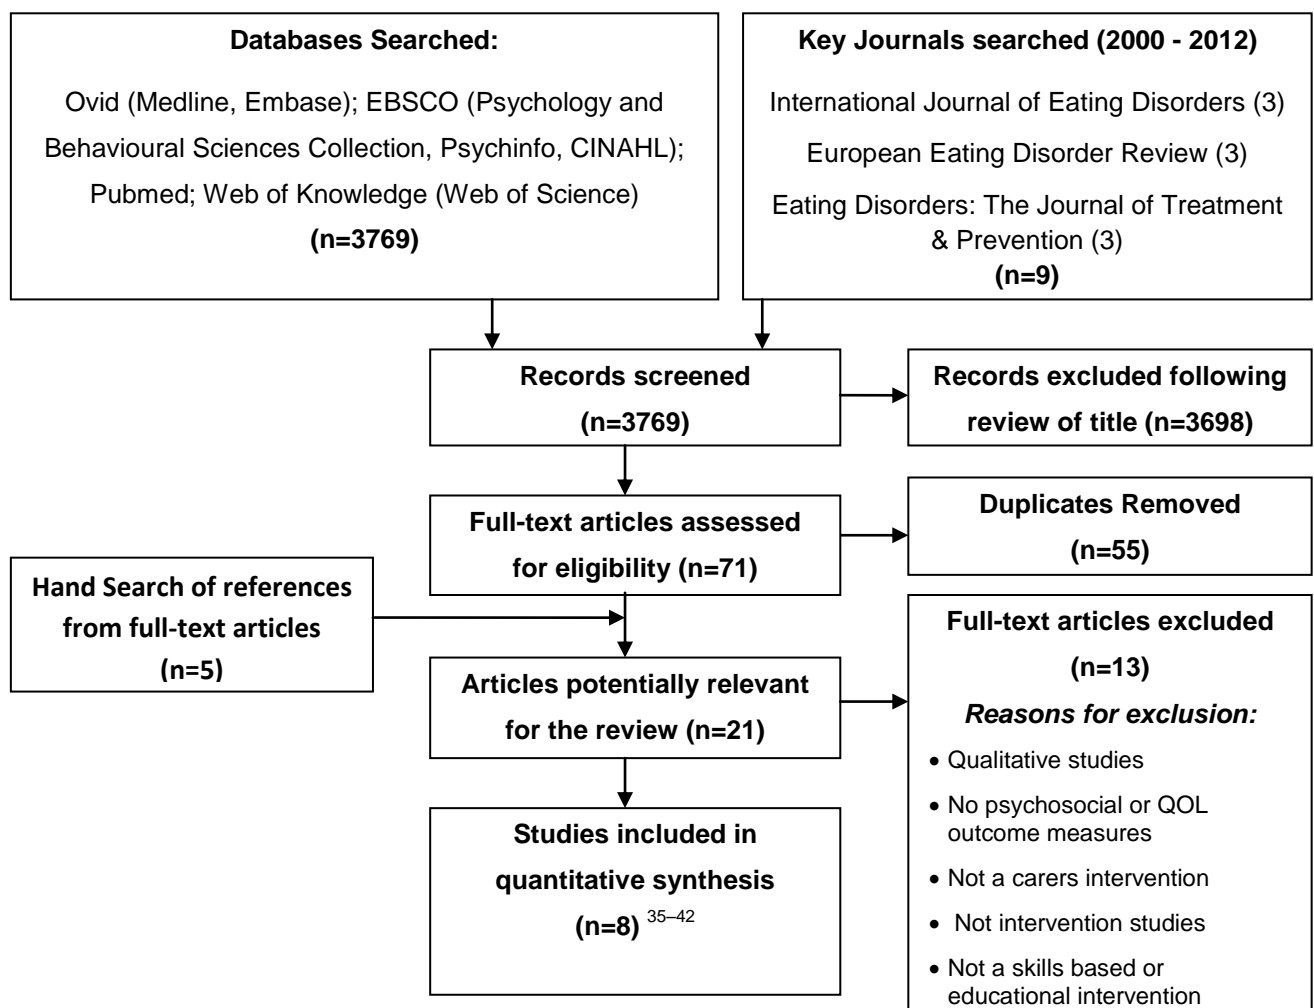 Databases Searched:
Ovid (Medline, Embase); EBSCO (Psychology and
Behavioural Sciences Collection, Psychinfo, CINAHL);
Pubmed; Web of Knowledge (Web of Science)
(n=3769)
Key Journals searched (2000 - 2012)
International Journal of Eating Disorders (3)
European Eating Disorder Review (3)
Eating Disorders: The Journal of Treatment
& Prevention (3)
(n=9)
Records screened
(n=3769)
Records excluded following
review of title (n=3698)
Full-text articles assessed
for eligibility (n=71)
Duplicates Removed
(n=55)
Hand Search of references
from full-text articles
(n=5)
Articles potentially relevant
for the review (n=21)
Full-text articles excluded
(n=13)
Reasons for exclusion:
• Qualitative studies
• No psychosocial or QOL
outcome measures
• Not a carers intervention
• Not intervention studies
• Not a skills based or
educational intervention
Studies included in
quantitative synthesis
(n=8) 35–42